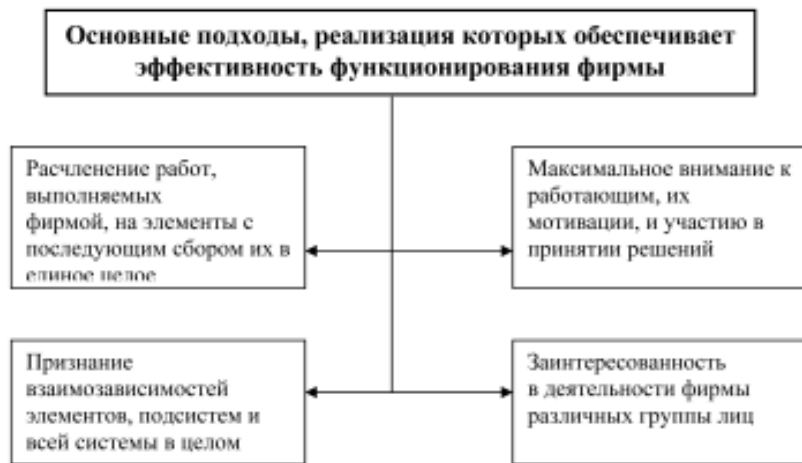 Основные подходы, реализация которых обеспечивает
эффективность функционирования фирмы
Расчленение работ,
выполняемых
фирмой, на элементы с
последующим сбором их в
единое целое
Максимальное внимание к
работающим, их
мотивации, и участию в
принятии решений
Признание
взаимозависимостей
элементов, подсистем и
всей системы в целом
Заинтересованность
в деятельности фирмы
различных группы лиц